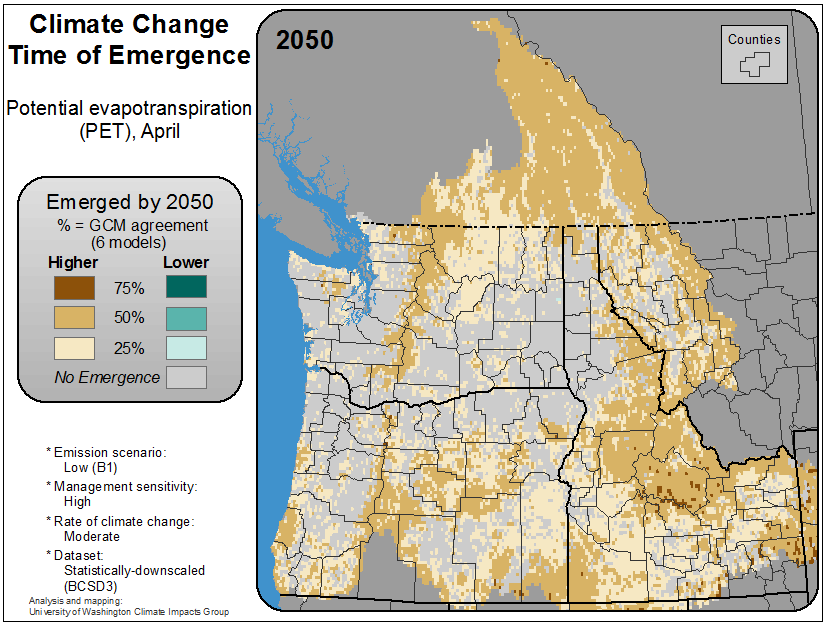 Climate Change
Time of Emergence
Potential evapotranspiration
(PET), April
Emerged by 2050
% = GCM agreement
(6 models)
Higher Lower
75%
50%
25%
No Emergence
* Emission scenario:
Low (B1)
* Management sensitivity:
High
* Rate of climate change:
Moderate
* Dataset:
Statistically-downscaled
(BCSD3)
Analysis and mapping:
University of Washington Climate Impacts Group
2050
Counties